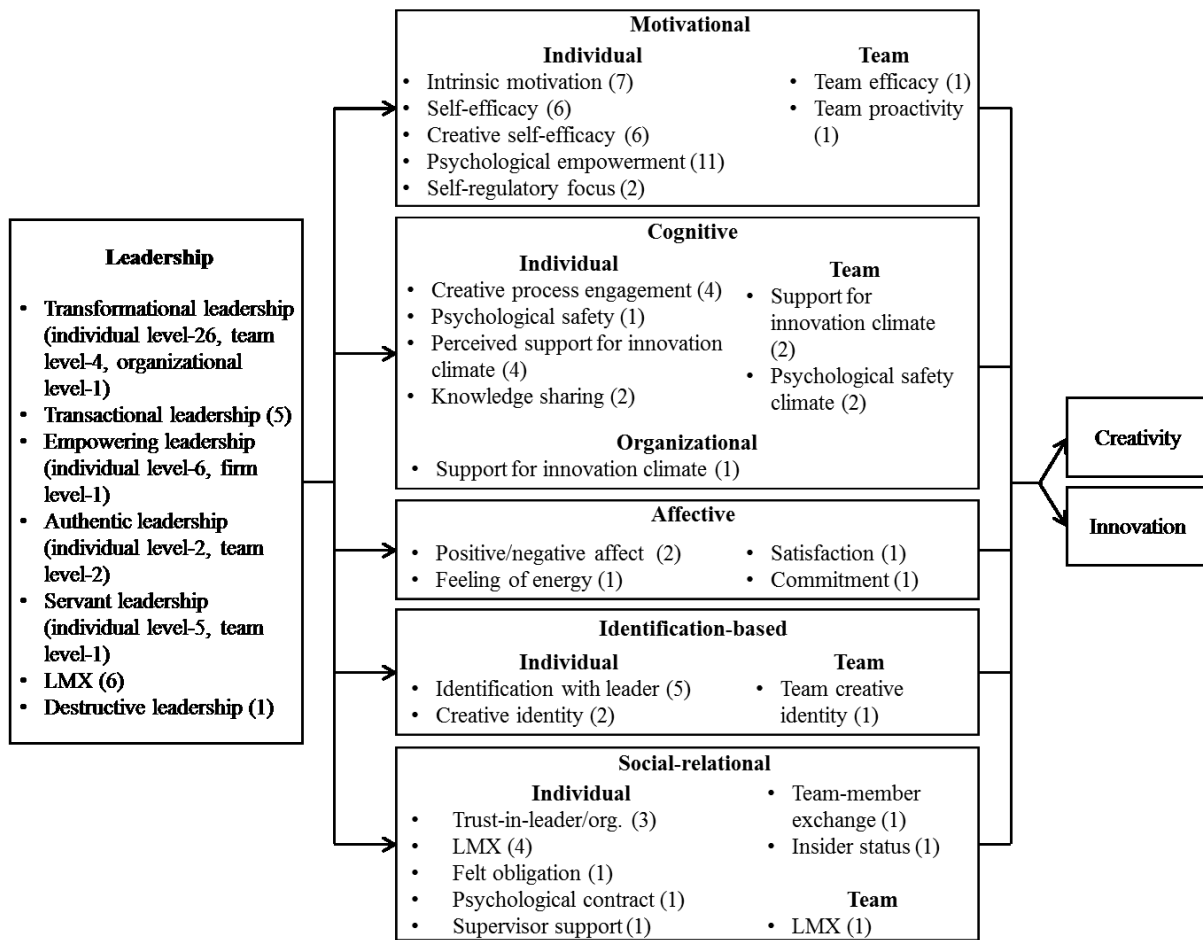 Leadership
• Transformational leadership
(individual level-26, team
level-4, organizational
level-1)
• Transactional leadership (5)
• Empowering leadership
(individual level-6, firm
level-1)
• Authentic leadership
(individual level-2, team
level-2)
• Servant leadership
(individual level-5, team
level-1)
• LMX (6)
• Destructive leadership (1)
Motivational
Individual
• Intrinsic motivation (7)
• Self-efficacy (6)
• Creative self-efficacy (6)
• Psychological empowerment (11)
• Self-regulatory focus (2)
Team
• Team efficacy (1)
• Team proactivity
(1)
Cognitive
Individual
• Creative process engagement (4)
• Psychological safety (1)
• Perceived support for innovation
climate (4)
• Knowledge sharing (2)
Team
• Support for
innovation climate
(2)
• Psychological safety
climate (2)
Organizational
• Support for innovation climate (1)
Affective
• Positive/negative affect (2)
• Feeling of energy (1)
• Satisfaction (1)
• Commitment (1)
Identification-based
Individual
• Identification with leader (5)
• Creative identity (2)
Team
• Team creative
identity (1)
Social-relational
Individual
• Trust-in-leader/org. (3)
• LMX (4)
• Felt obligation (1)
• Psychological contract (1)
• Supervisor support (1)
• Team-member
exchange (1)
• Insider status (1)
Team
• LMX (1)
Creativity
Innovation